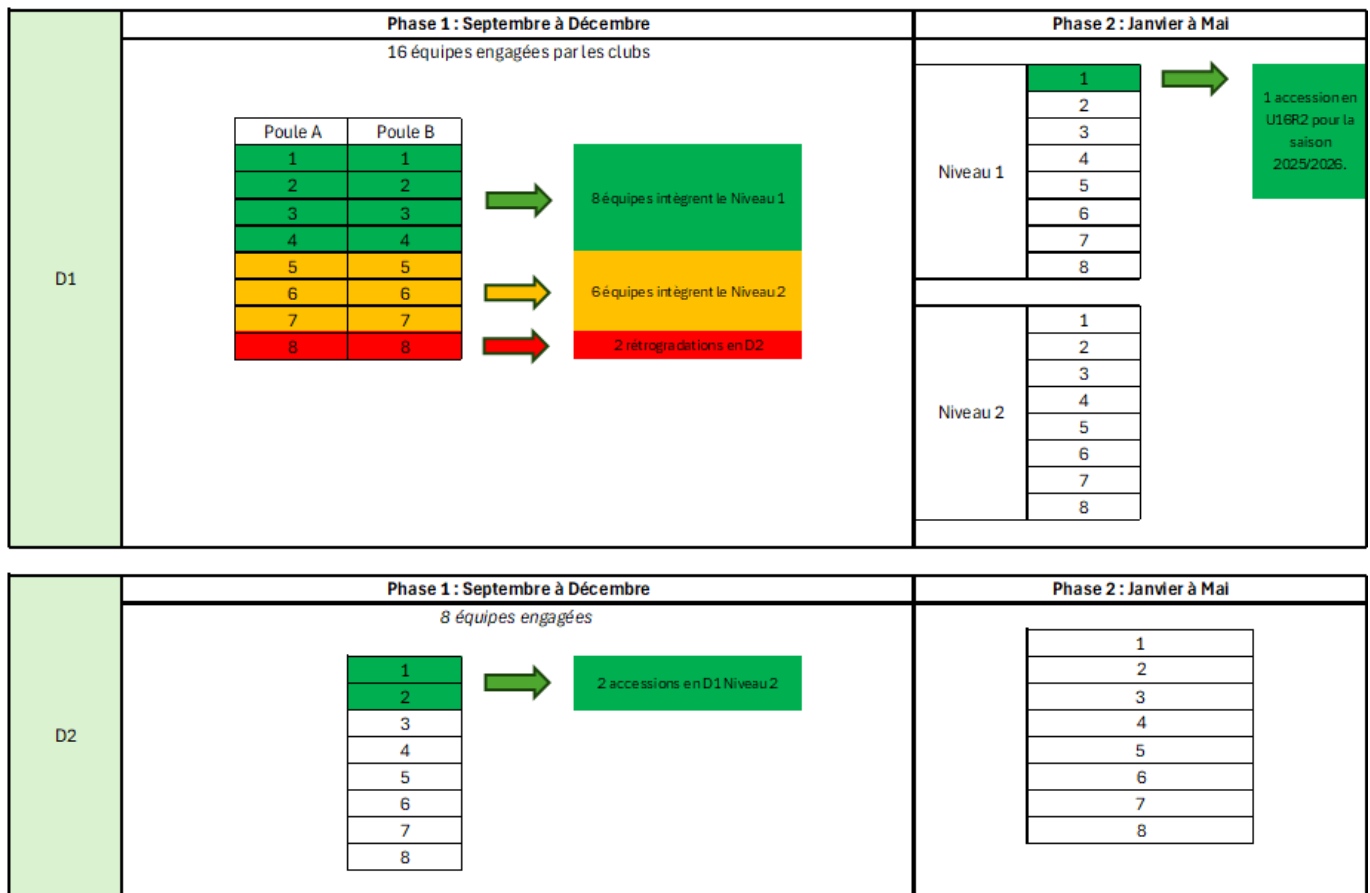 Phase 1 : Septembre à Décembre
Phase 2 : Janvier à Mai
D1
16 équipes engagées par les clubs
Poule A Poule B
1 1
2 2
3 3
4 4
5 5
6 6
7 7
8 8
8 équipes intègrent le Niveau 1
6 équipes intègrent le Niveau 2
2 rétrogradations en D2
Niveau 1
1
2
3
4
5
6
7
8
1 accession en
U16R2 pour la
saison
2025/2026.
Niveau 2
1
2
3
4
5
6
7
8
Phase 1 : Septembre à Décembre
Phase 2 : Janvier à Mai
D2
8 équipes engagées
1
2
3
4
5
6
7
8
2 accessions en D1 Niveau 2
1
2
3
4
5
6
7
8